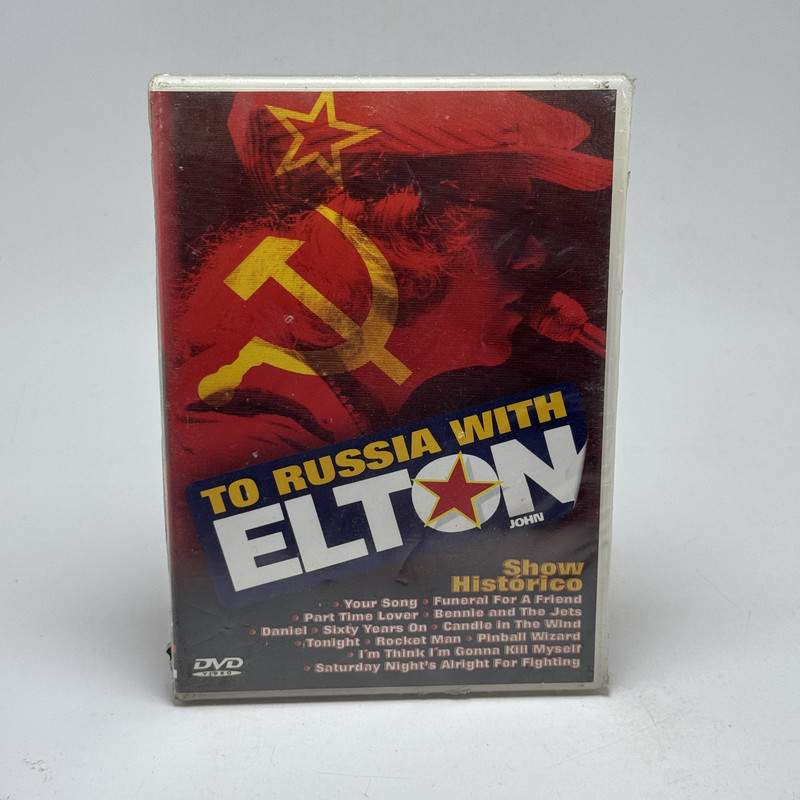 TO RUSSIA WITH
ELTON
JOHN
Show
Histórico
• Your Song • Funeral For A Friend
• Part Time Lover • Bennie and The Jets
• Daniel • Sixty Years On • Candle in The Wind
• Tonight • Rocket Man • Pinball Wizard
• I'm Think I'm Gonna Kill Myself
• Saturday Night's Alright For Fighting
DVD
VIDEO